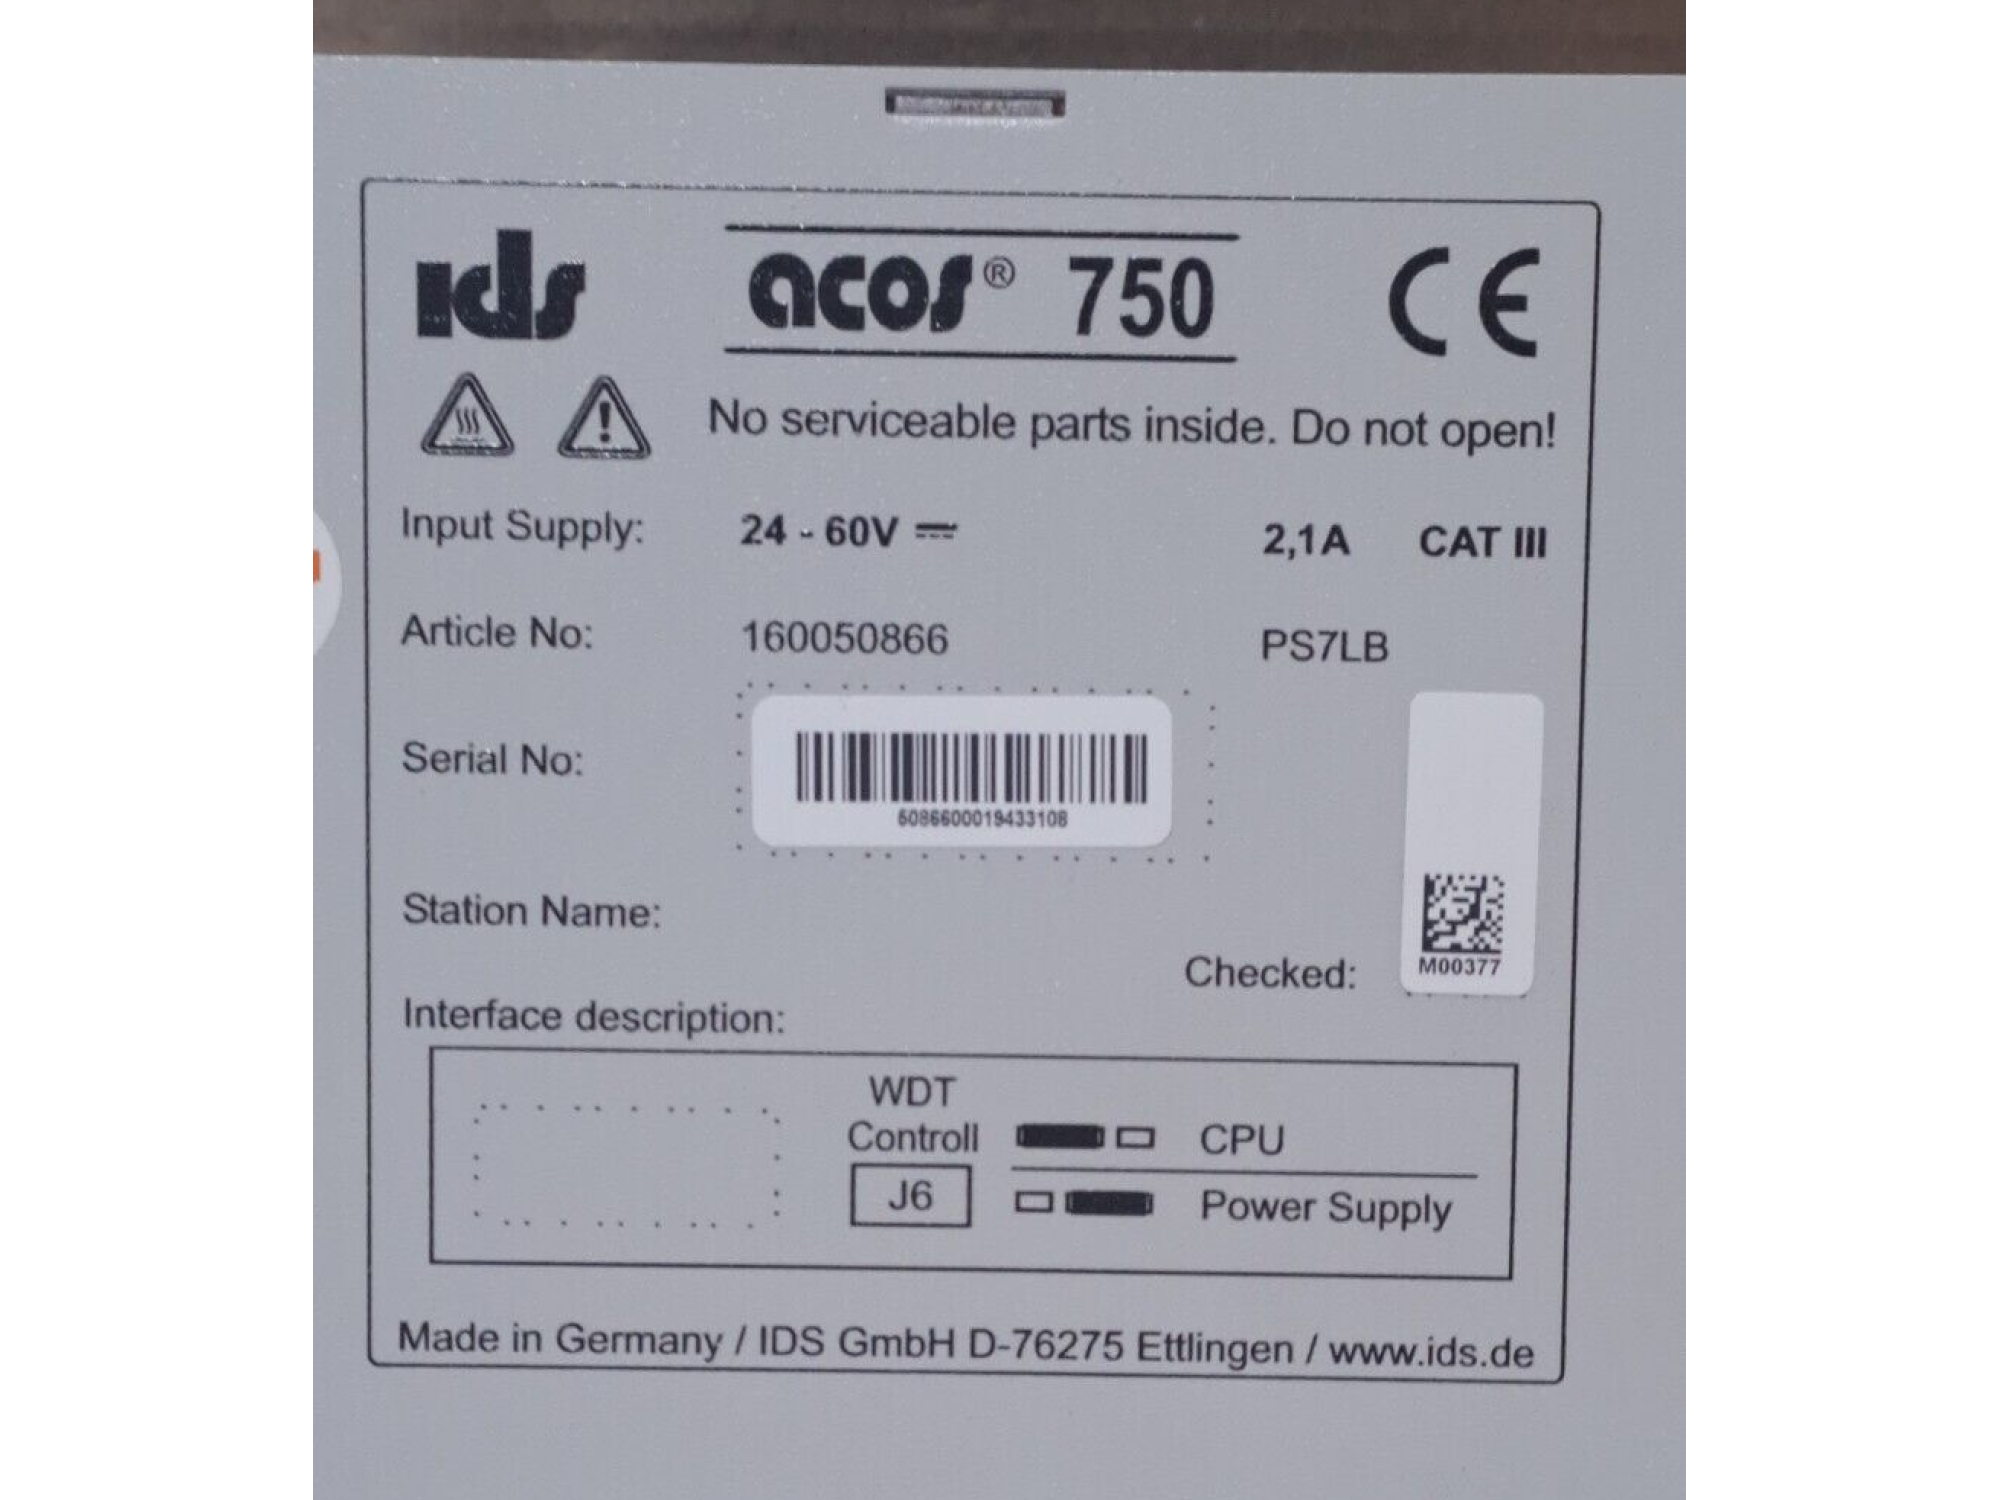 ids acos® 750 CE
No serviceable parts inside. Do not open!
Input Supply: 24 - 60V 2,1A CAT III
Article No: 160050866 PS7LB
Serial No:
5086600019433108
Station Name:
M00377
Checked:
Interface description:
WDT
Controll
J6
CPU
Power Supply
Made in Germany / IDS GmbH D-76275 Ettlingen / www.ids.de